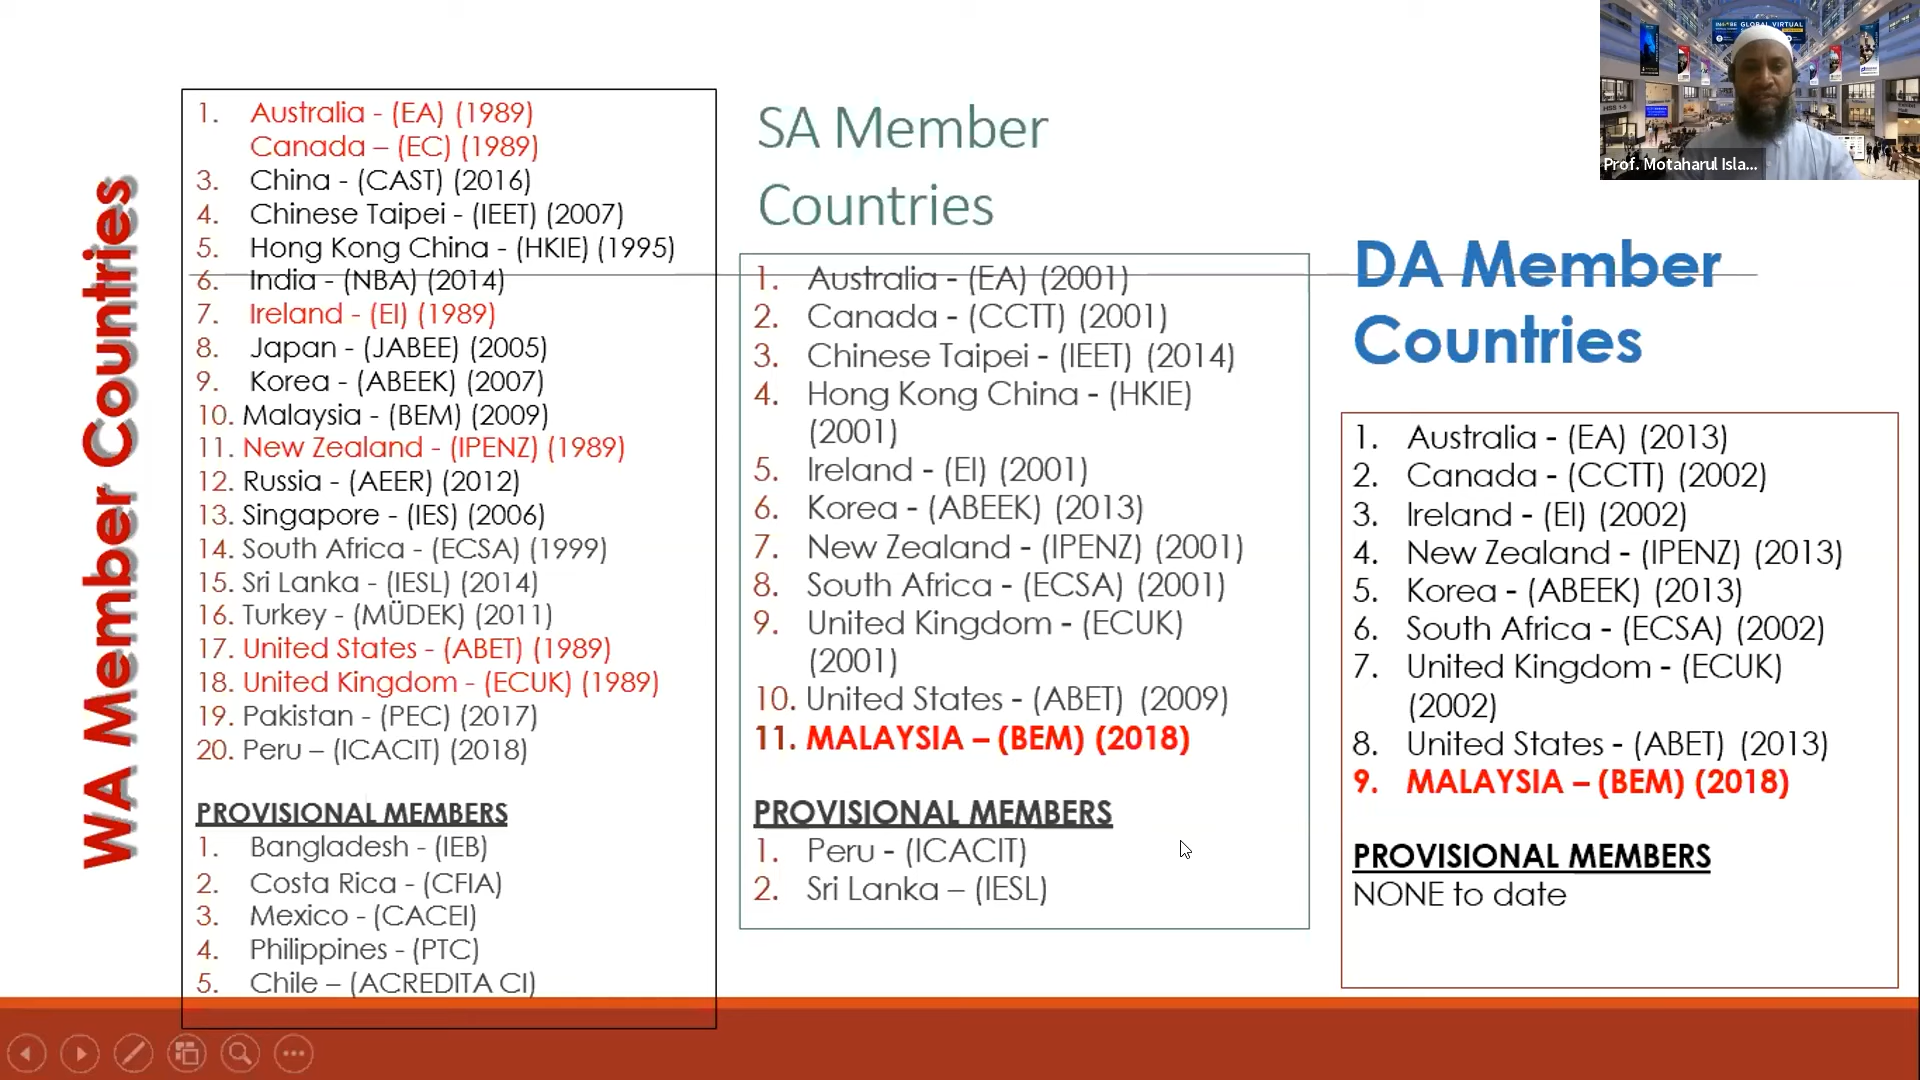 WA Member Countries
1. Australia - (EA) (1989)
Canada – (EC) (1989)
3. China - (CAST) (2016)
4. Chinese Taipei - (IEET) (2007)
5. Hong Kong China - (HKIE) (1995)
6. India - (NBA) (2014)
7. Ireland - (EI) (1989)
8. Japan - (JABEE) (2005)
9. Korea - (ABEEK) (2007)
10. Malaysia - (BEM) (2009)
11. New Zealand - (IPENZ) (1989)
12. Russia - (AEER) (2012)
13. Singapore - (IES) (2006)
14. South Africa - (ECSA) (1999)
15. Sri Lanka - (IESL) (2014)
16. Turkey - (MÜDEK) (2011)
17. United States - (ABET) (1989)
18. United Kingdom - (ECUK) (1989)
19. Pakistan - (PEC) (2017)
20. Peru – (ICACIT) (2018)
PROVISIONAL MEMBERS
1. Bangladesh - (IEB)
2. Costa Rica - (CFIA)
3. Mexico - (CACEI)
4. Philippines - (PTC)
5. Chile – (ACREDITA CI)
SA Member
Countries
1. Australia - (EA) (2001)
2. Canada - (CCTT) (2001)
3. Chinese Taipei - (IEET) (2014)
4. Hong Kong China - (HKIE)
(2001)
5. Ireland - (EI) (2001)
6. Korea - (ABEEK) (2013)
7. New Zealand - (IPENZ) (2001)
8. South Africa - (ECSA) (2001)
9. United Kingdom - (ECUK)
(2001)
10. United States - (ABET) (2009)
11. MALAYSIA – (BEM) (2018)
PROVISIONAL MEMBERS
1. Peru - (ICACIT)
2. Sri Lanka – (IESL)
DA Member
Countries
1. Australia - (EA) (2013)
2. Canada - (CCTT) (2002)
3. Ireland - (EI) (2002)
4. New Zealand - (IPENZ) (2013)
5. Korea - (ABEEK) (2013)
6. South Africa - (ECSA) (2002)
7. United Kingdom - (ECUK)
(2002)
8. United States - (ABET) (2013)
9. MALAYSIA – (BEM) (2018)
PROVISIONAL MEMBERS
NONE to date
GLOBAL VIRTUAL
Prof. Motaharul Isla...